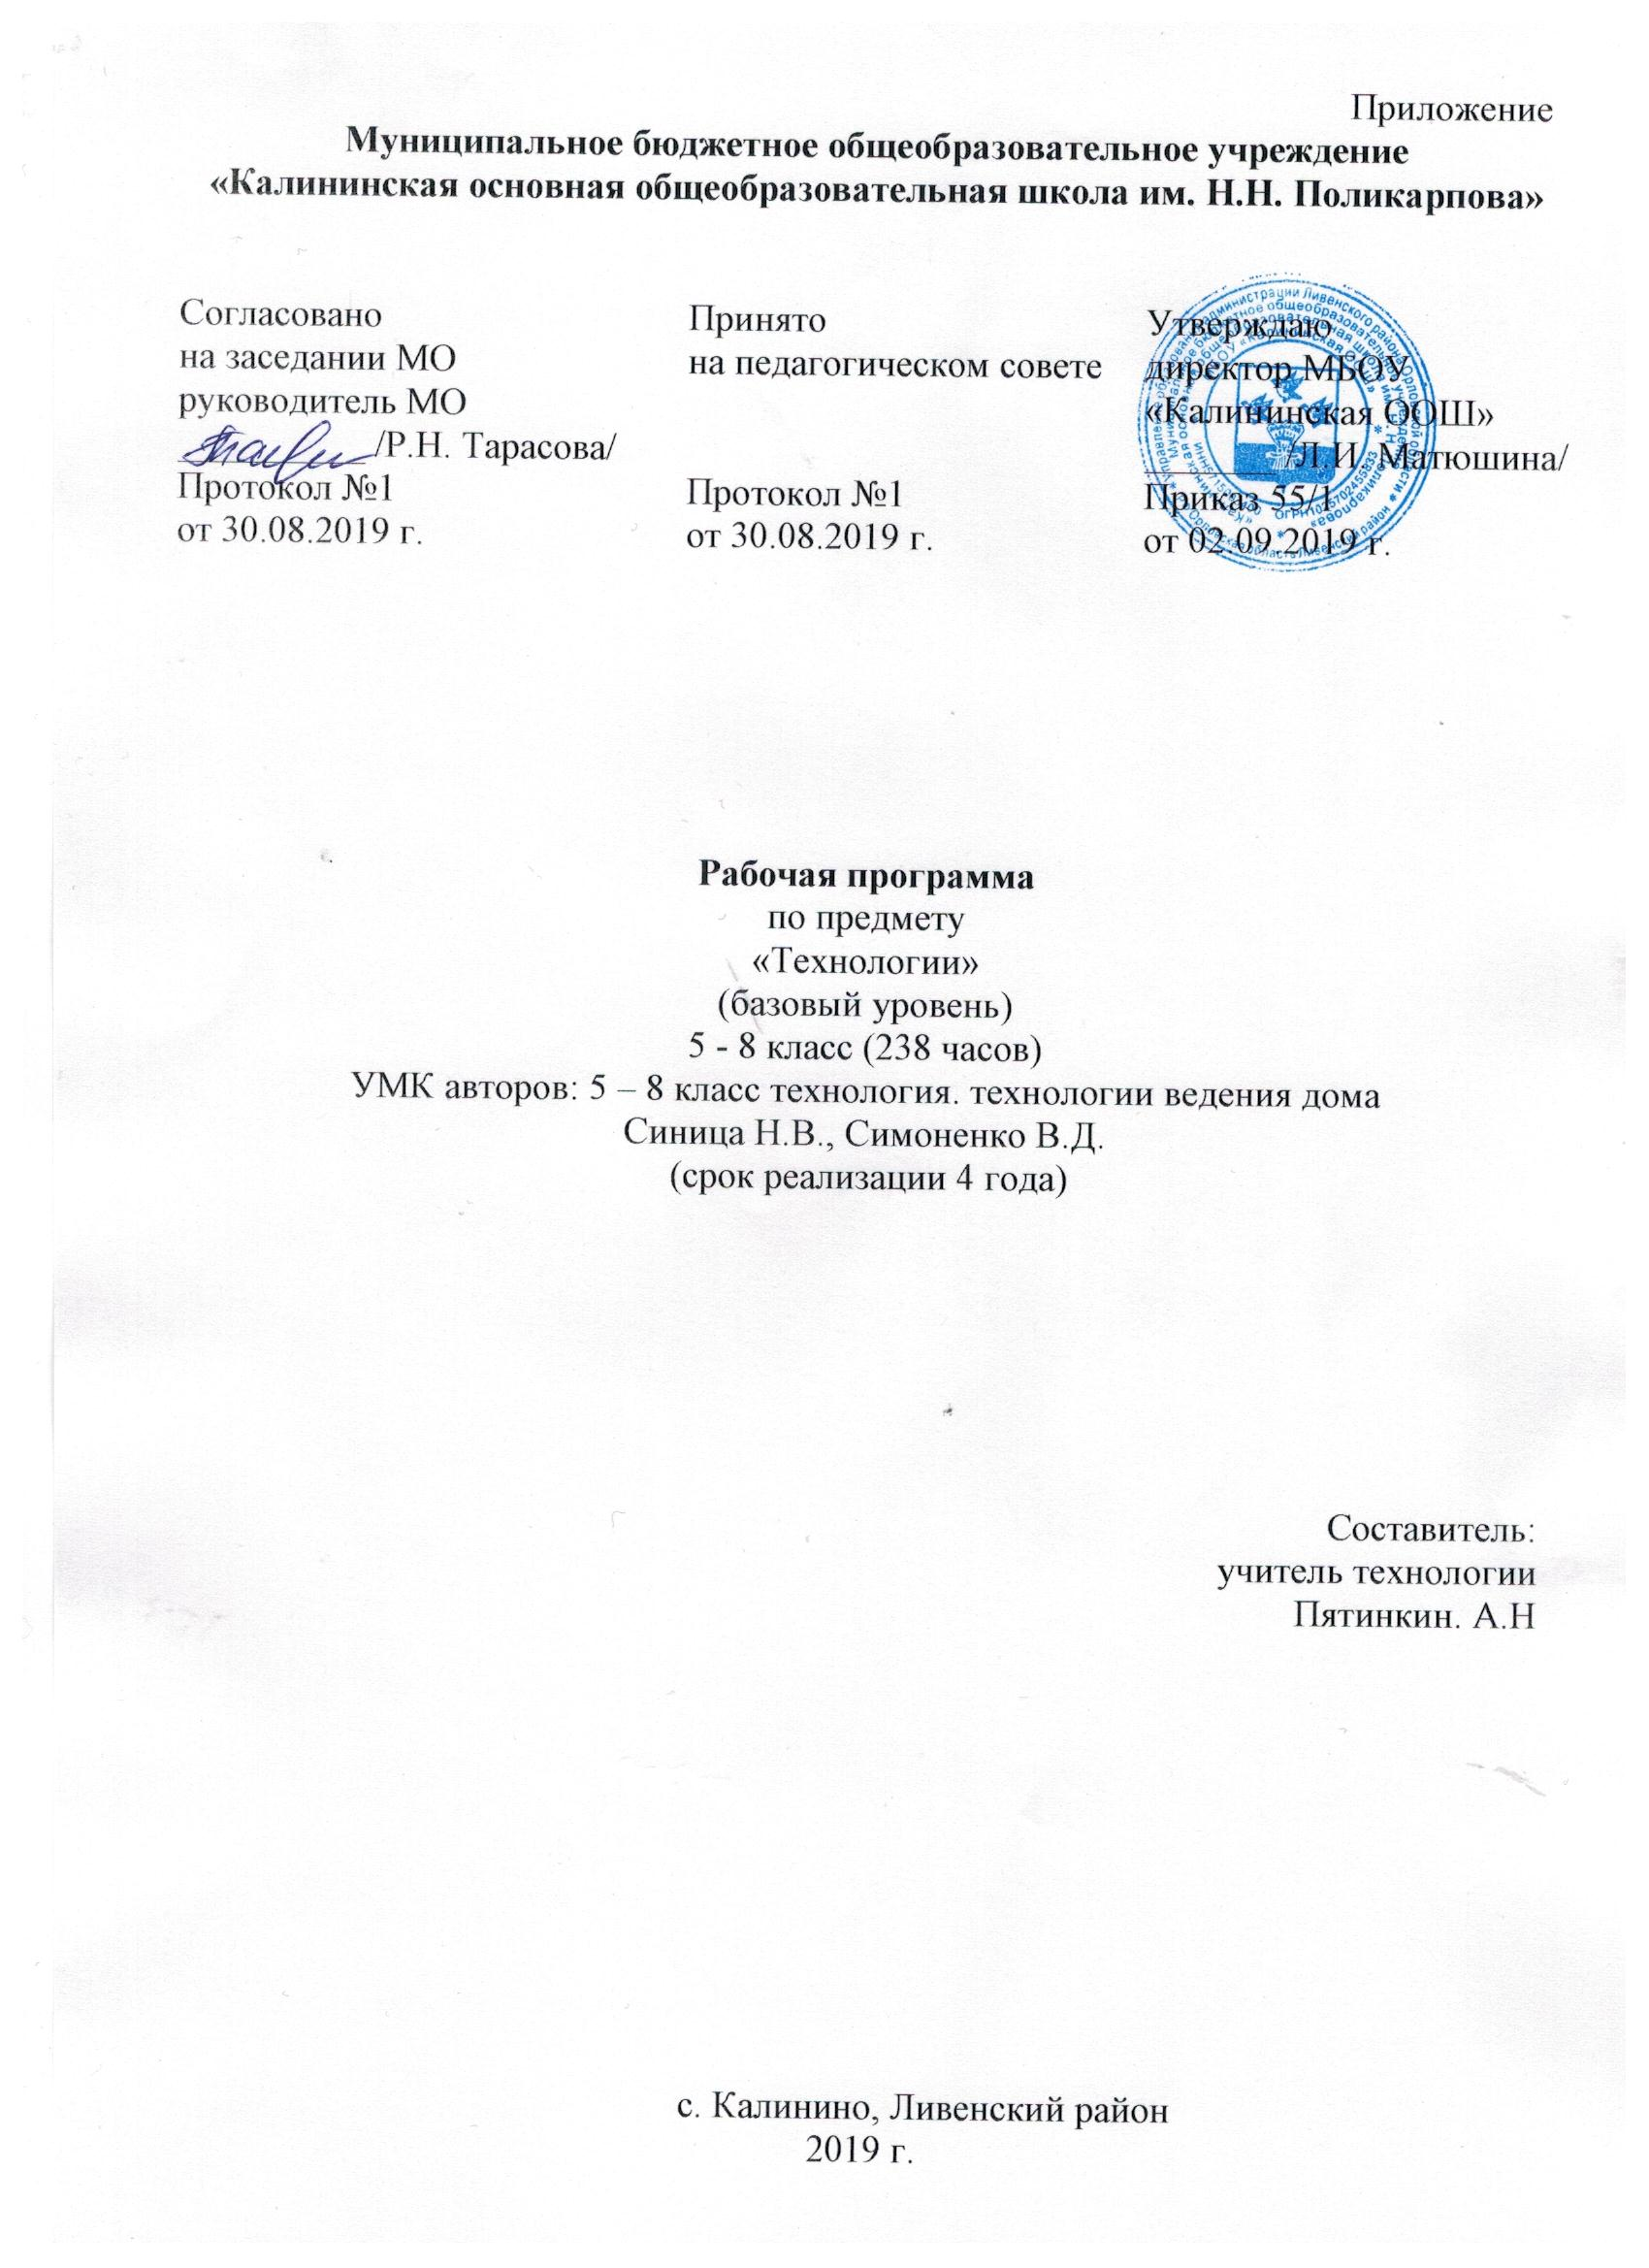 Приложение
Муниципальное бюджетное общеобразовательное учреждение
«Калининская основная общеобразовательная школа им. Н.Н. Поликарпова»
Согласовано
на заседании МО
руководитель МО
/Р.Н. Тарасова/
Протокол №1
от 30.08.2019 г.
Принято
на педагогическом совете
Протокол №1
от 30.08.2019 г.
Утверждаю
директор МБОУ
«Калининская ООШ»
/Л.И. Матюшина/
Приказ 55/1
от 02.09.2019 г.
Рабочая программа
по предмету
«Технологии»
(базовый уровень)
5 - 8 класс (238 часов)
УМК авторов: 5 – 8 класс технология. технологии ведения дома
Синица Н.В., Симоненко В.Д.
(срок реализации 4 года)
Составитель:
учитель технологии
Пятинкин. А.Н
с. Калинино, Ливенский район
2019 г.